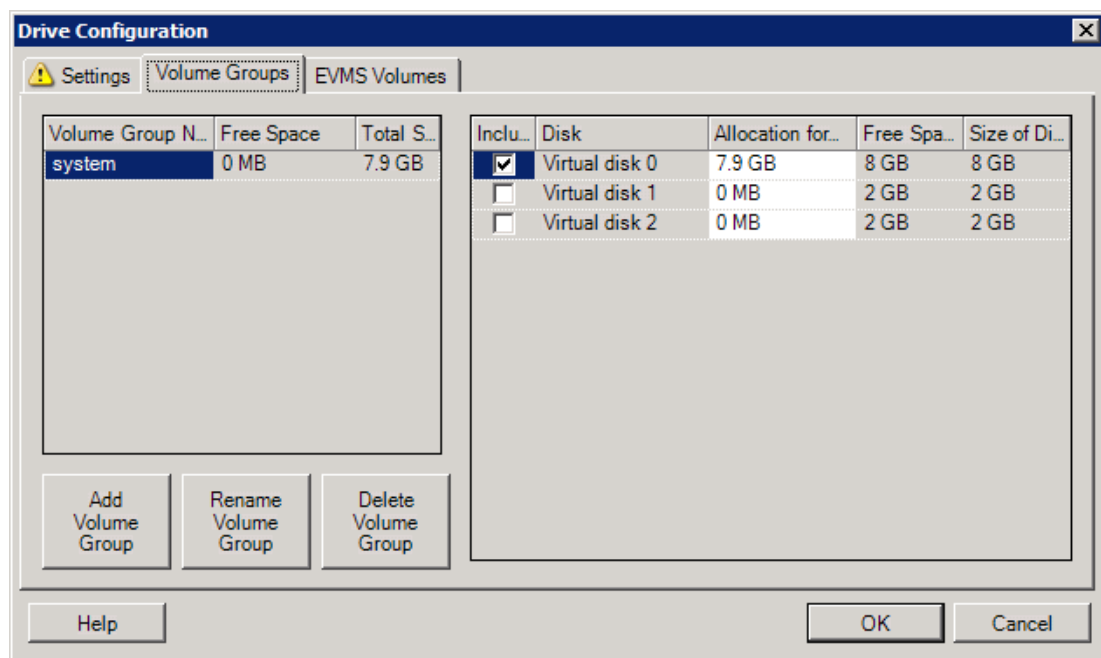 Drive Configuration
Settings Volume Groups EVMS Volumes
Volume Group N... Free Space Total S...
system 0 MB 7.9 GB
Inclu... Disk Allocation for... Free Spa... Size of Di...
Virtual disk 0 7.9 GB 8 GB 8 GB
Virtual disk 1 0 MB 2 GB 2 GB
Virtual disk 2 0 MB 2 GB 2 GB
Add
Volume
Group
Rename
Volume
Group
Delete
Volume
Group
Help OK Cancel